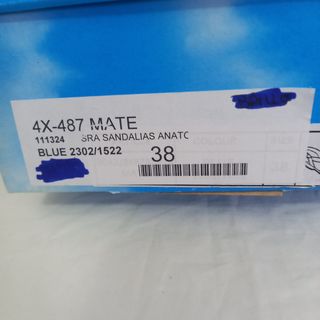 4X-487 MATE
111324 SRA SANDALIAS ANATO
BLUE 2302/1522
38